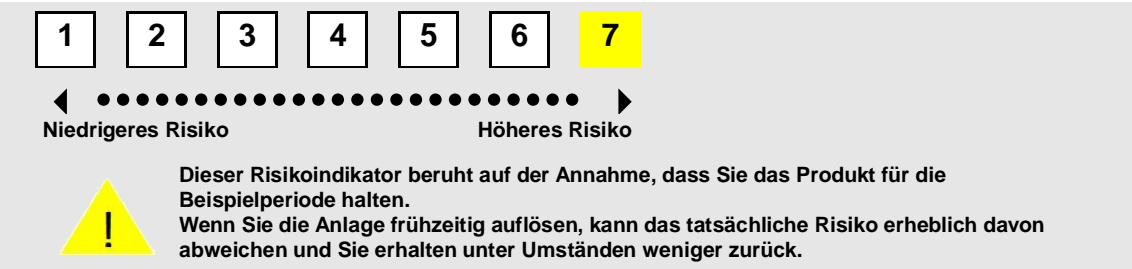 1 2 3 4 5 6 7
Niedrigeres Risiko Höheres Risiko
Dieser Risikoindikator beruht auf der Annahme, dass Sie das Produkt für die
Beispielperiode halten.
Wenn Sie die Anlage frühzeitig auflösen, kann das tatsächliche Risiko erheblich davon
abweichen und Sie erhalten unter Umständen weniger zurück.
!